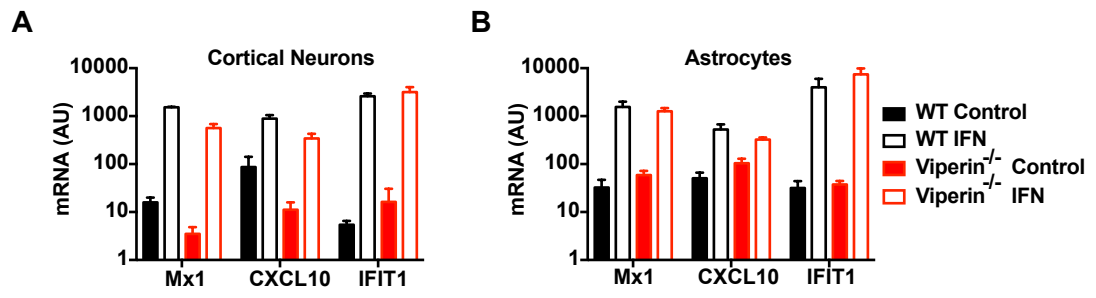 A
Cortical Neurons
mRNA (AU)
10000
1000
100
10
1
Mx1 CXCL10 IFIT1
B
Astrocytes
mRNA (AU)
10000
1000
100
10
1
Mx1 CXCL10 IFIT1
WT Control
WT IFN
Viperin-/- Control
Viperin-/- IFN